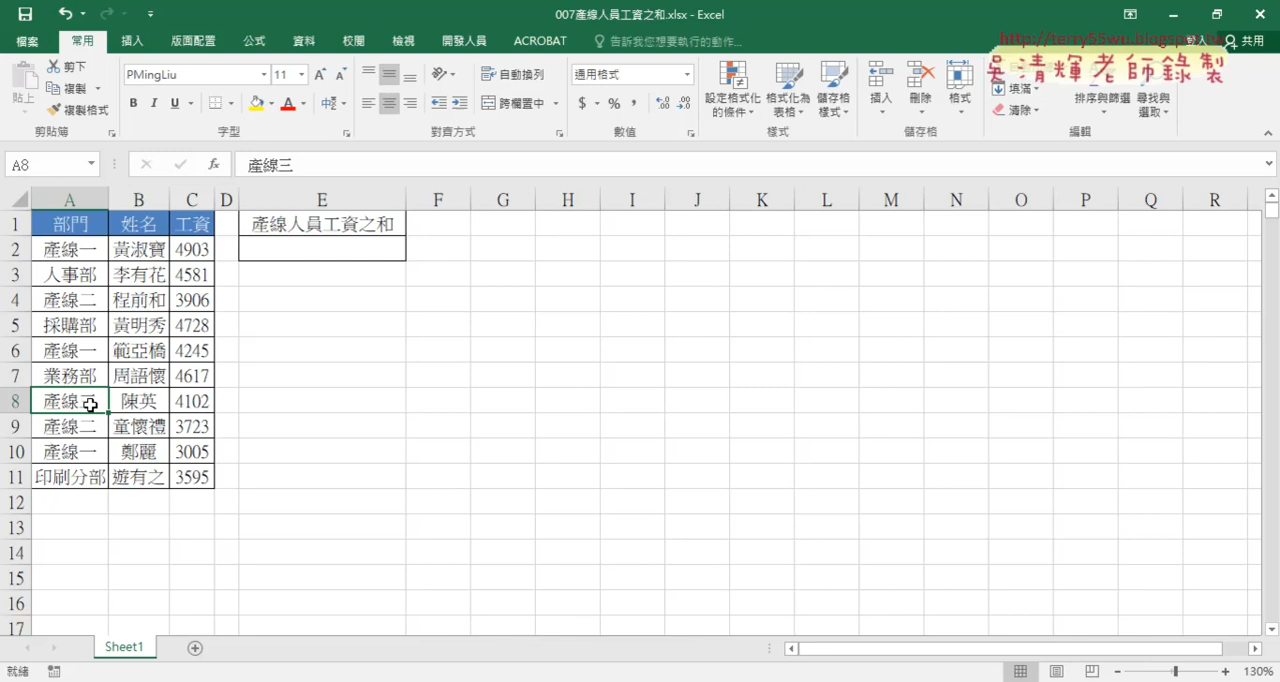 007產線人員工資之和.xlsx - Excel
http://terry55wu.blogspot.tw
檔案 常用 插入 版面配置 公式 資料 校閱 檢視 開發人員 ACROBAT 告訴我您想要執行的動作... 登入 共用
吳清輝老師錄製
貼上 剪下 複製 複製格式 剪貼簿
PMingLiu 11 B I U 中 字型
自動換列 跨欄置中 對齊方式
通用格式 $ % , 數值
設定格式化的條件 格式化為表格 儲存格樣式 樣式
插入 刪除 格式 儲存格
填滿 清除 排序與篩選 尋找與選取 編輯
A8 fx 產線三
A B C D E F G H I J K L M N O P Q R
1 部門 姓名 工資 產線人員工資之和
2 產線一 黃淑寶 4903
3 人事部 李有花 4581
4 產線二 程前和 3906
5 採購部 黃明秀 4728
6 產線一 範亞橋 4245
7 業務部 周語懷 4617
8 產線三 陳英 4102
9 產線二 童懷禮 3723
10 產線一 鄭麗 3005
11 印刷分部 遊有之 3595
12
13
14
15
16
17
Sheet1
就緒 130%